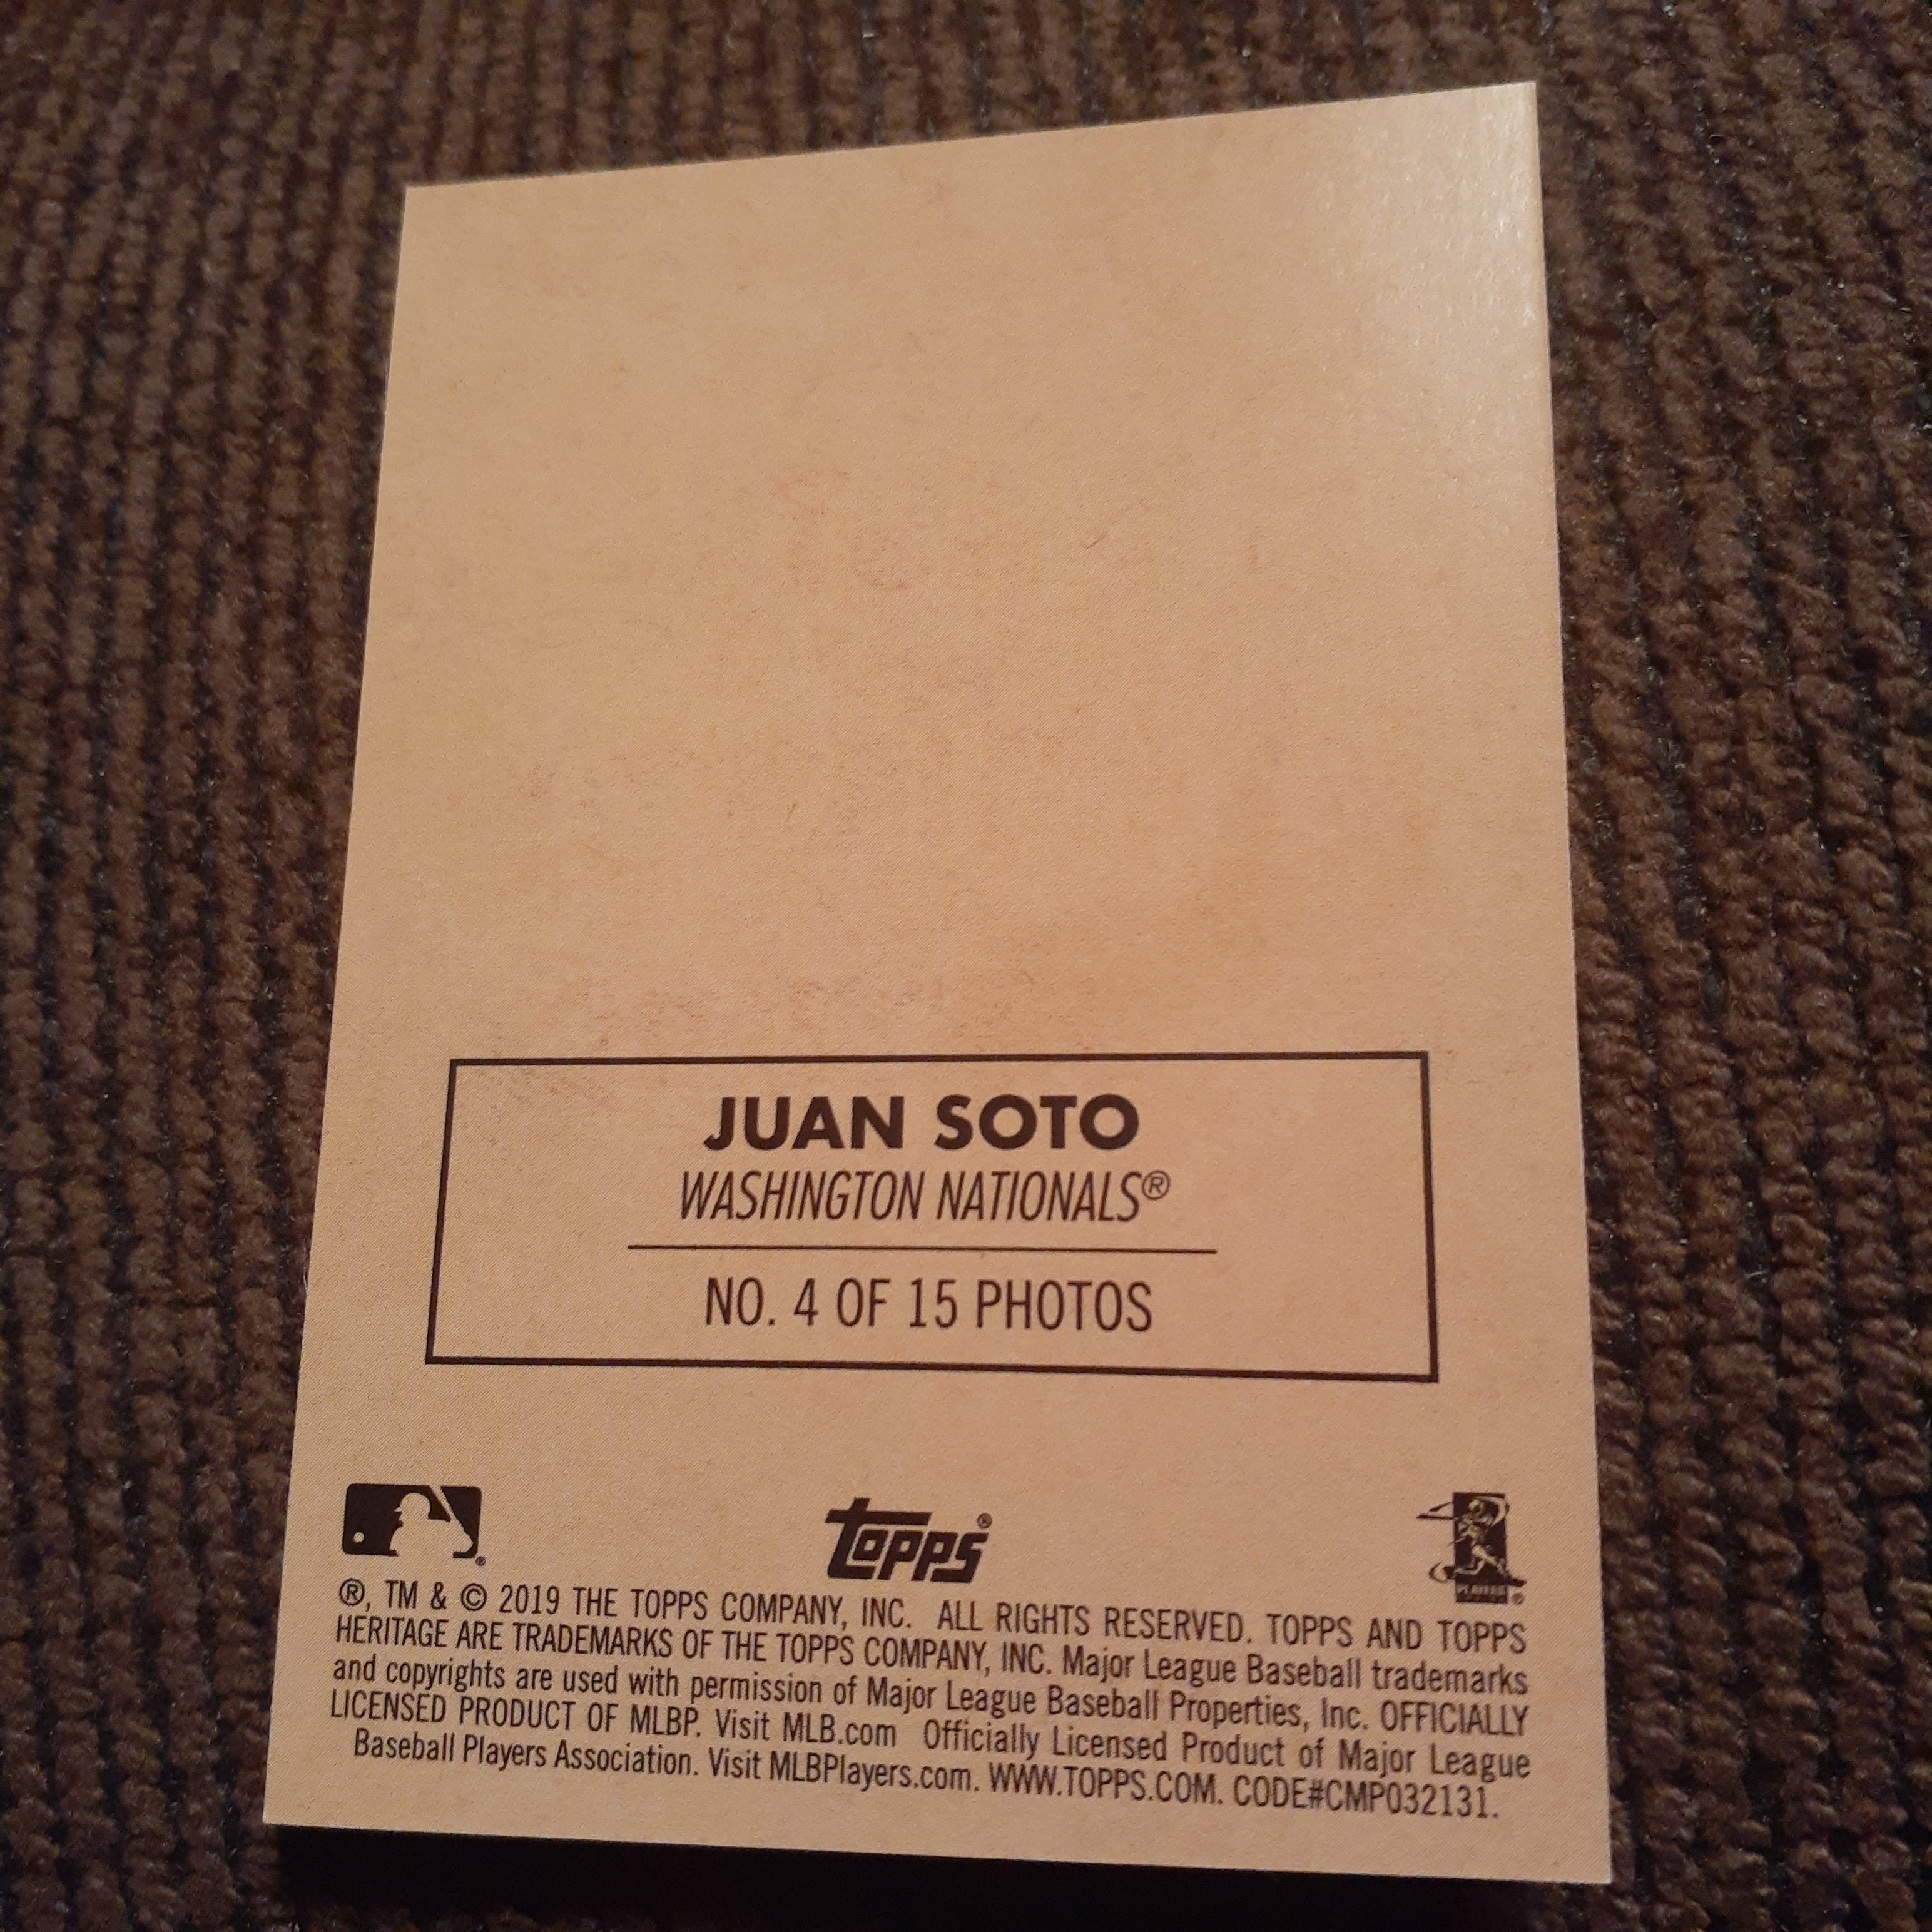 JUAN SOTO
WASHINGTON NATIONALS®
NO. 4 OF 15 PHOTOS
topps®
PLAYERS
®, TM & © 2019 THE TOPPS COMPANY, INC. ALL RIGHTS RESERVED. TOPPS AND TOPPS
HERITAGE ARE TRADEMARKS OF THE TOPPS COMPANY, INC. Major League Baseball trademarks
and copyrights are used with permission of Major League Baseball Properties, Inc. OFFICIALLY
LICENSED PRODUCT OF MLBP. Visit MLB.com Officially Licensed Product of Major League
Baseball Players Association. Visit MLBPlayers.com. WWW.TOPPS.COM. CODE#CMP032131.